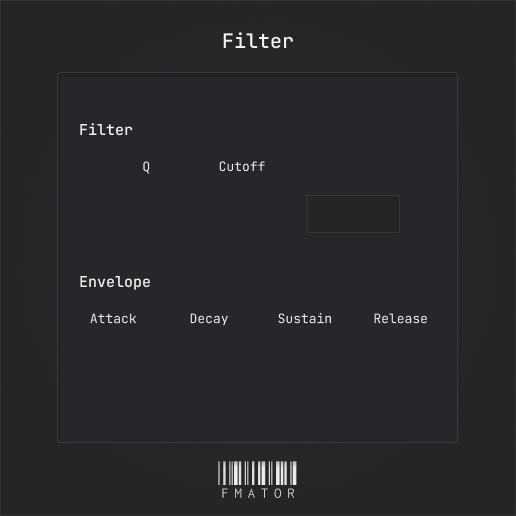 Filter
Filter
Q Cutoff
Envelope
Attack Decay Sustain Release
FMATOR